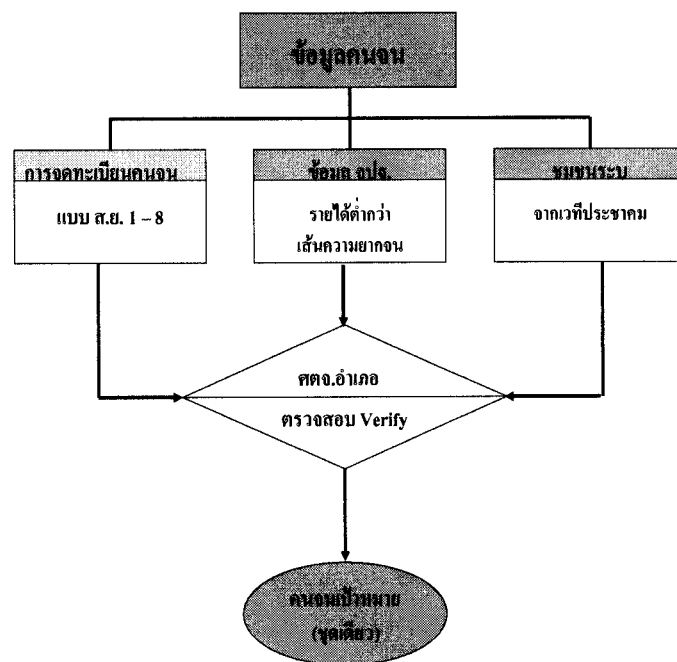 ข้อมูลคนจน
การจดทะเบียนคนจน
แบบ ส.ย. 1 – 8
ข้อมูล จปฐ.
รายได้ต่ำกว่า
เส้นความยากจน
ชุมชนระบุ
จากเวทีประชาคม
ศตจ.อำเภอ
ตรวจสอบ Verify
คนจนเป้าหมาย
(ชุดเดียว)